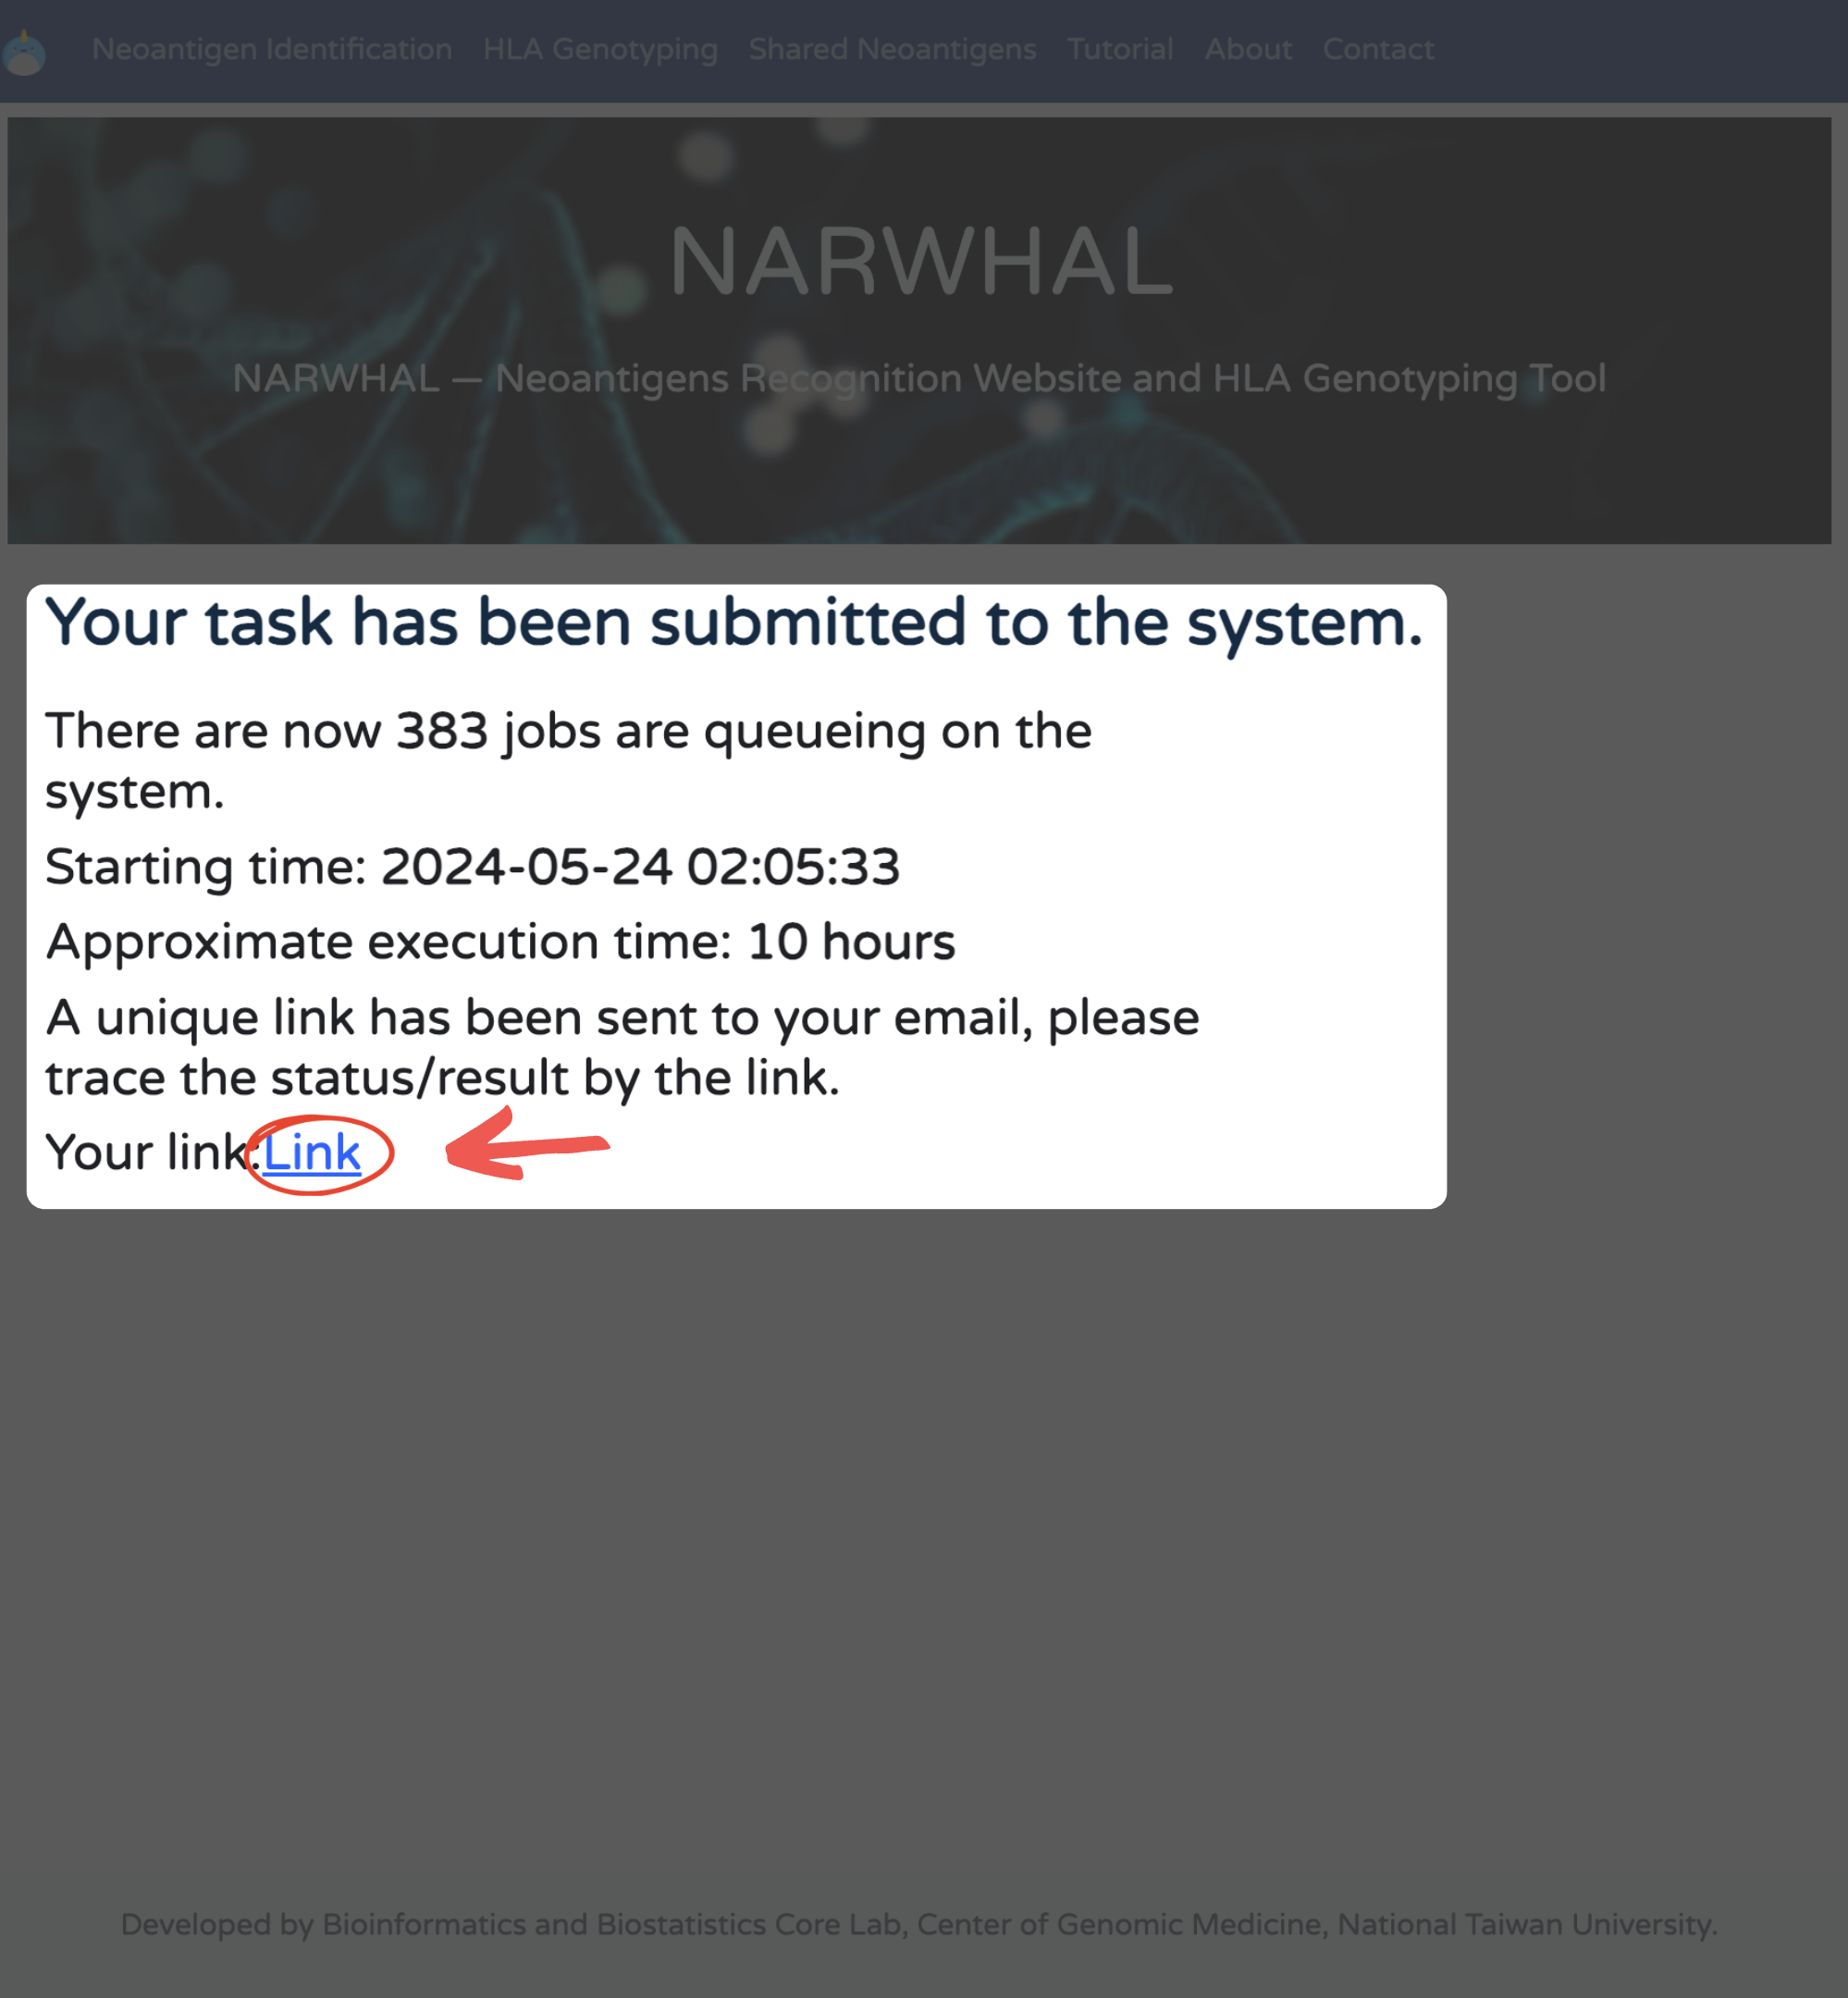 Neoantigen Identification HLA Genotyping Shared Neoantigens Tutorial About Contact
NARWHAL
NARWHAL — Neoantigens Recognition Website and HLA Genotyping Tool
Your task has been submitted to the system.
There are now 383 jobs are queueing on the
system.
Starting time: 2024-05-24 02:05:33
Approximate execution time: 10 hours
A unique link has been sent to your email, please
trace the status/result by the link.
Your link:Link
Developed by Bioinformatics and Biostatistics Core Lab, Center of Genomic Medicine, National Taiwan University.